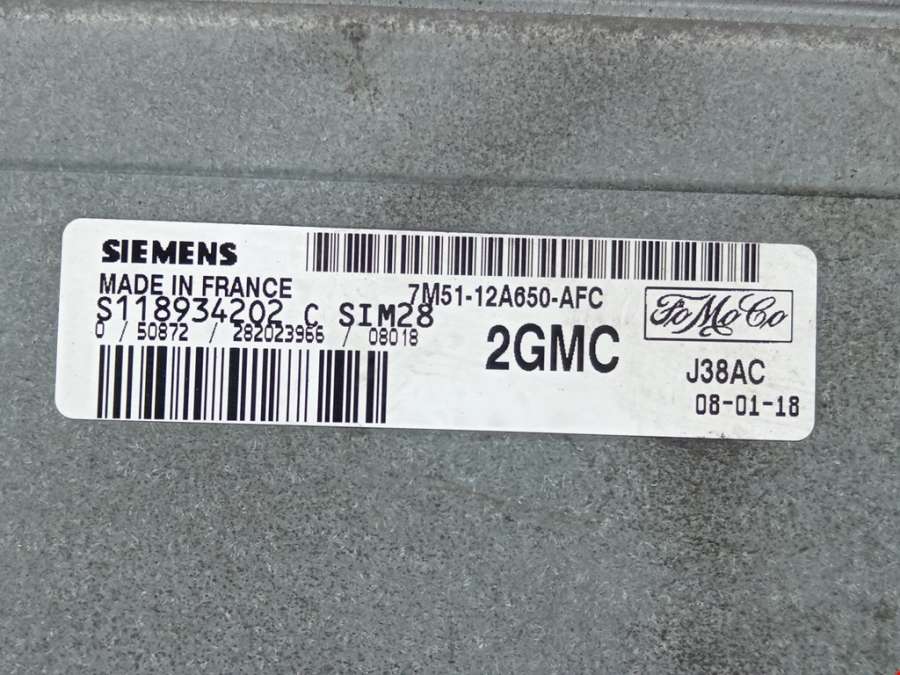 SIEMENS
MADE IN FRANCE
7M51-12A650-AFC
FoMoCo
S118934202 C SIM28
0 / 50872 / 282023966 / 08018
2GMC
J38AC
08-01-18